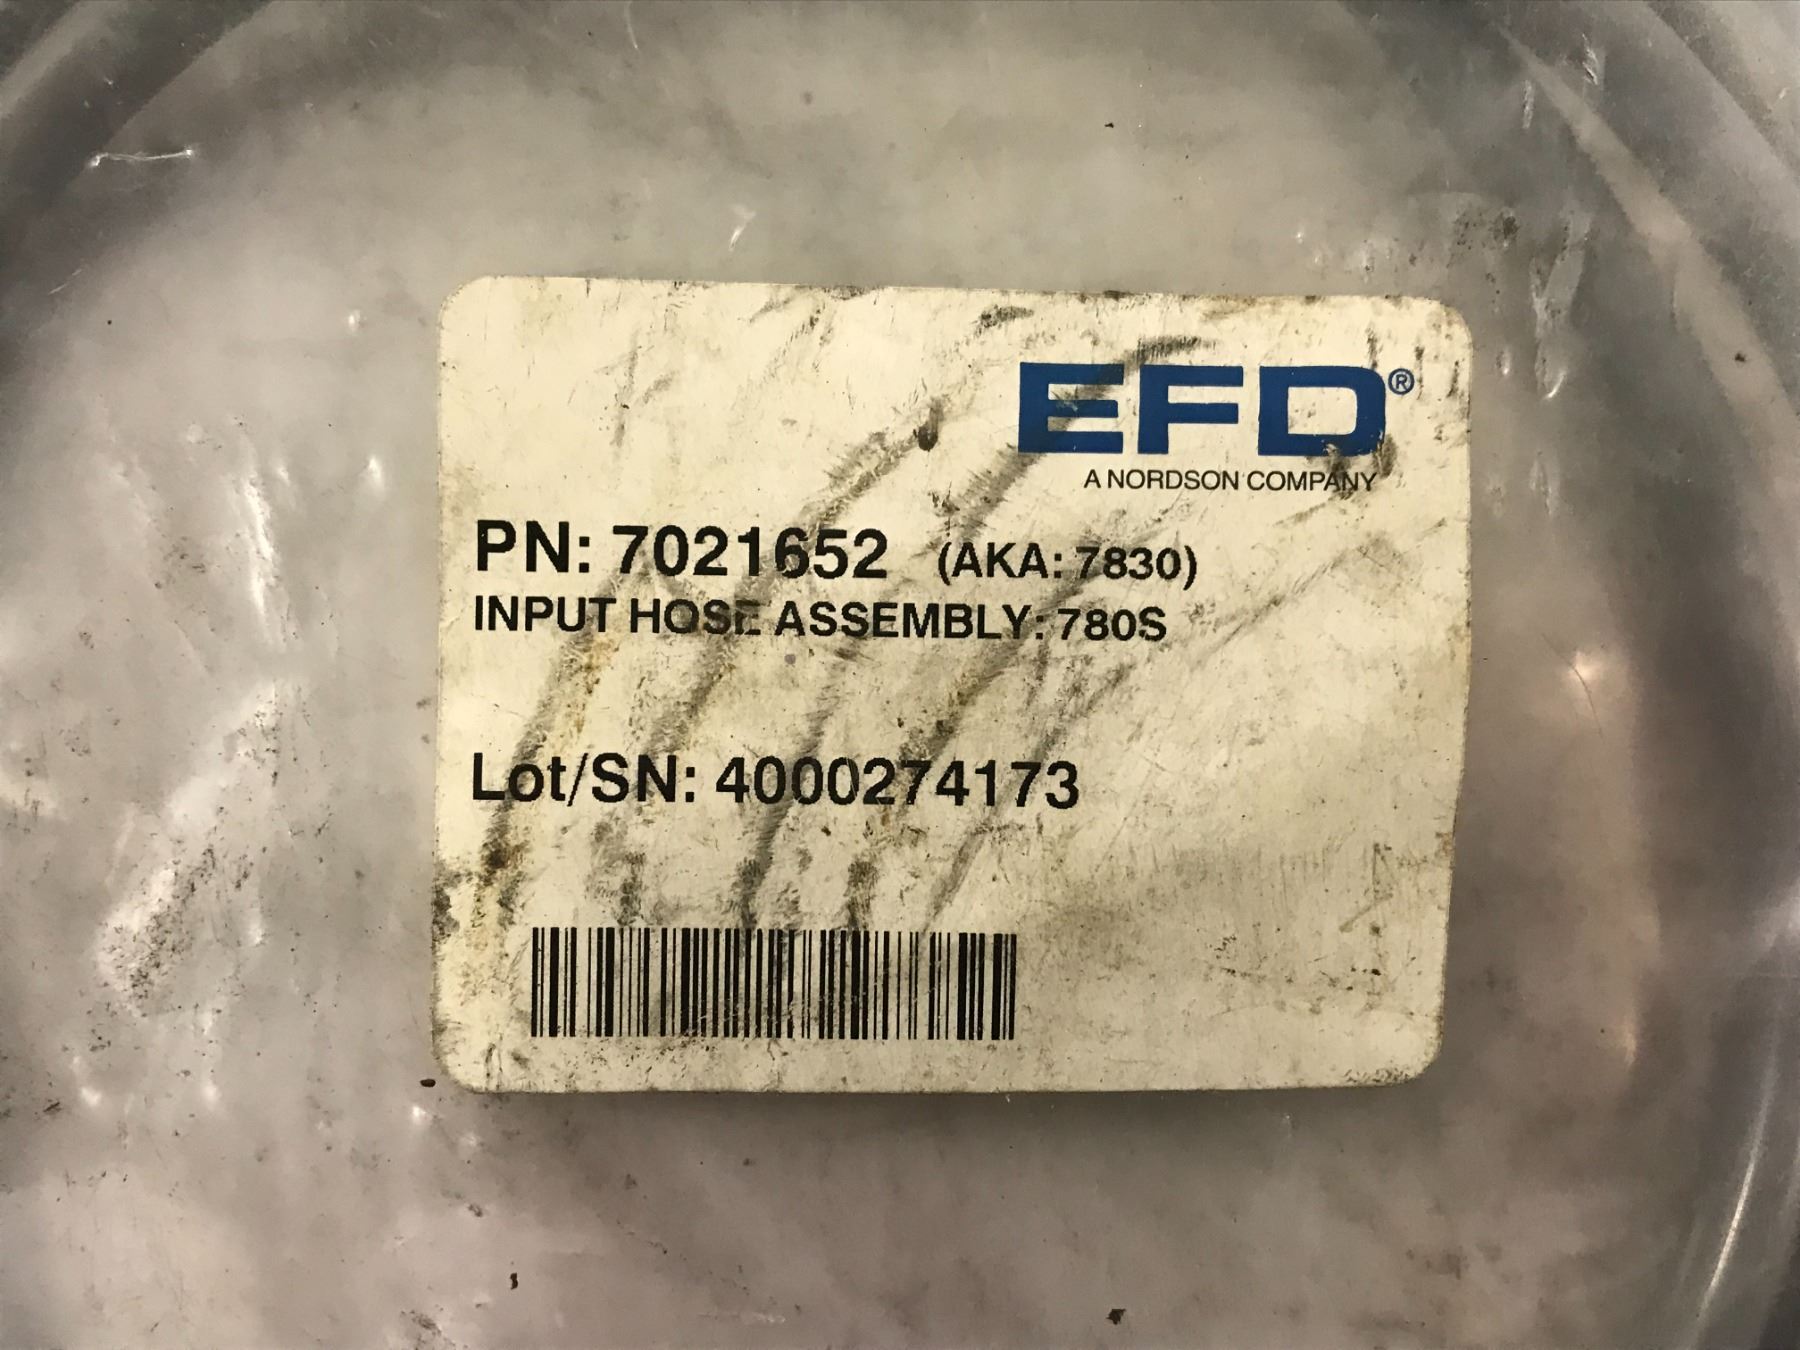 EFD®
A NORDSON COMPANY
PN: 7021652 (AKA: 7830)
INPUT HOSE ASSEMBLY: 780S
Lot/SN: 4000274173